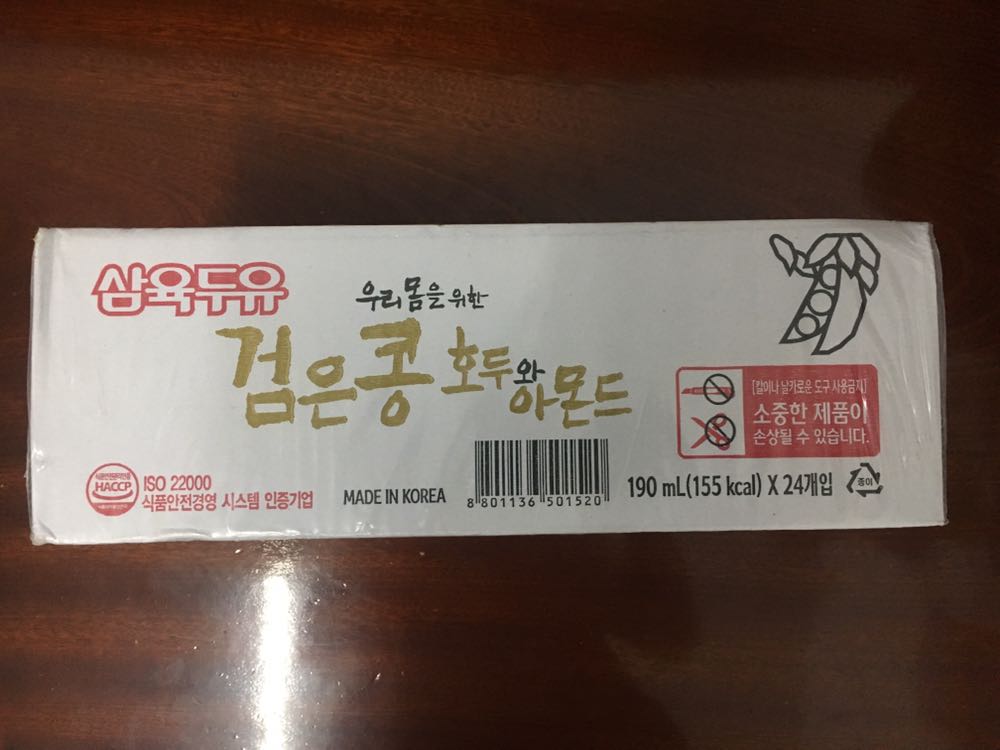 삼육두유
우리 몸을 위한
검은콩 호두와 아몬드
[칼이나 날카로운 도구 사용금지]
소중한 제품이
손상될 수 있습니다.
HACCP
ISO 22000
식품안전경영 시스템 인증기업
MADE IN KOREA
8 801136 501520
190 mL(155 kcal) X 24개입
종이